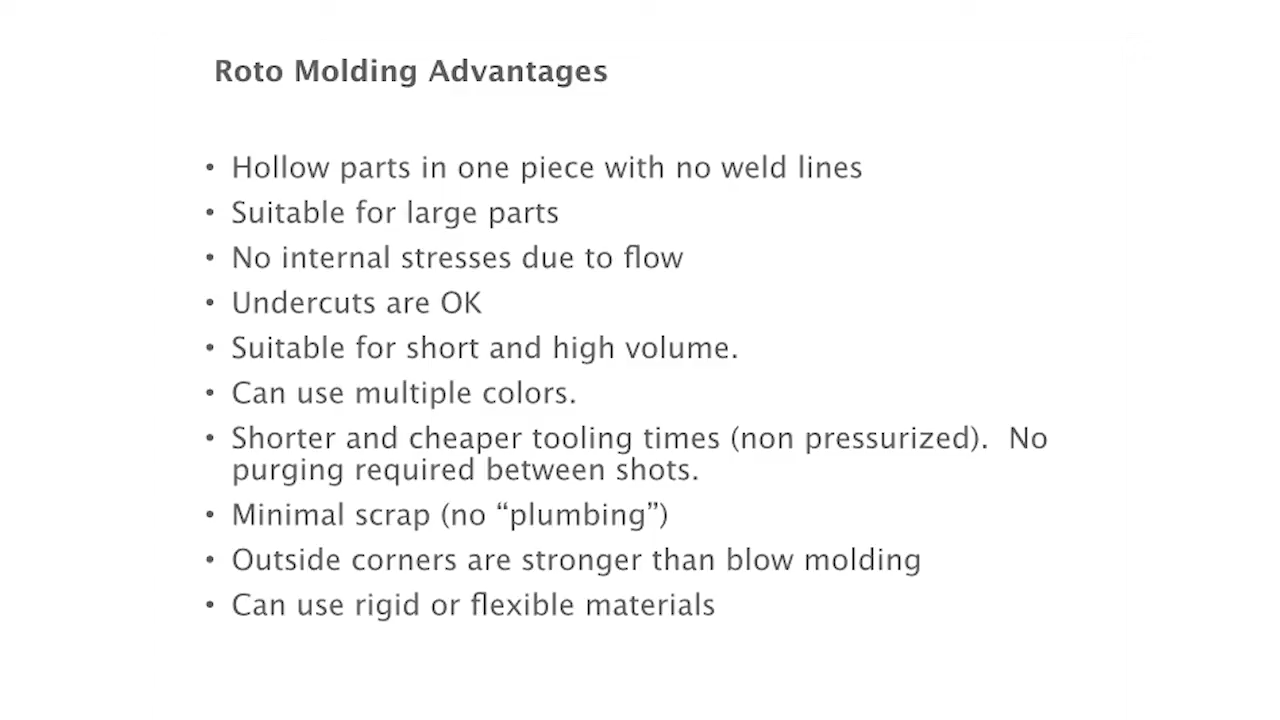 Roto Molding Advantages
• Hollow parts in one piece with no weld lines
• Suitable for large parts
• No internal stresses due to flow
• Undercuts are OK
• Suitable for short and high volume.
• Can use multiple colors.
• Shorter and cheaper tooling times (non pressurized).  No
purging required between shots.
• Minimal scrap (no “plumbing”)
• Outside corners are stronger than blow molding
• Can use rigid or flexible materials